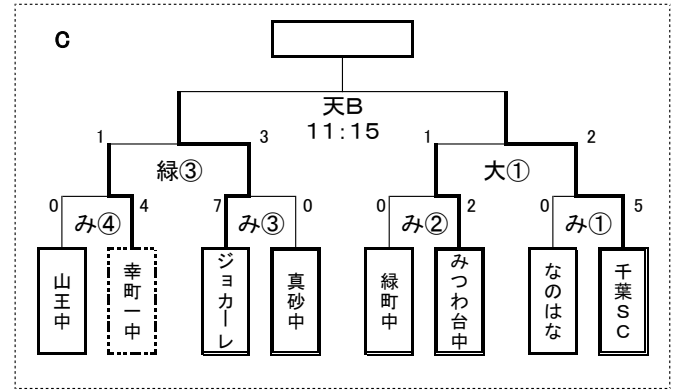 C
天B
11:15
1
3
1
2
緑③
大①
0
4
7
0
0
2
0
5
み④
み③
み②
み①
山王中
幸町一中
ジョカーレ
真砂中
緑町中
みつわ台中
なのはな
千葉SC